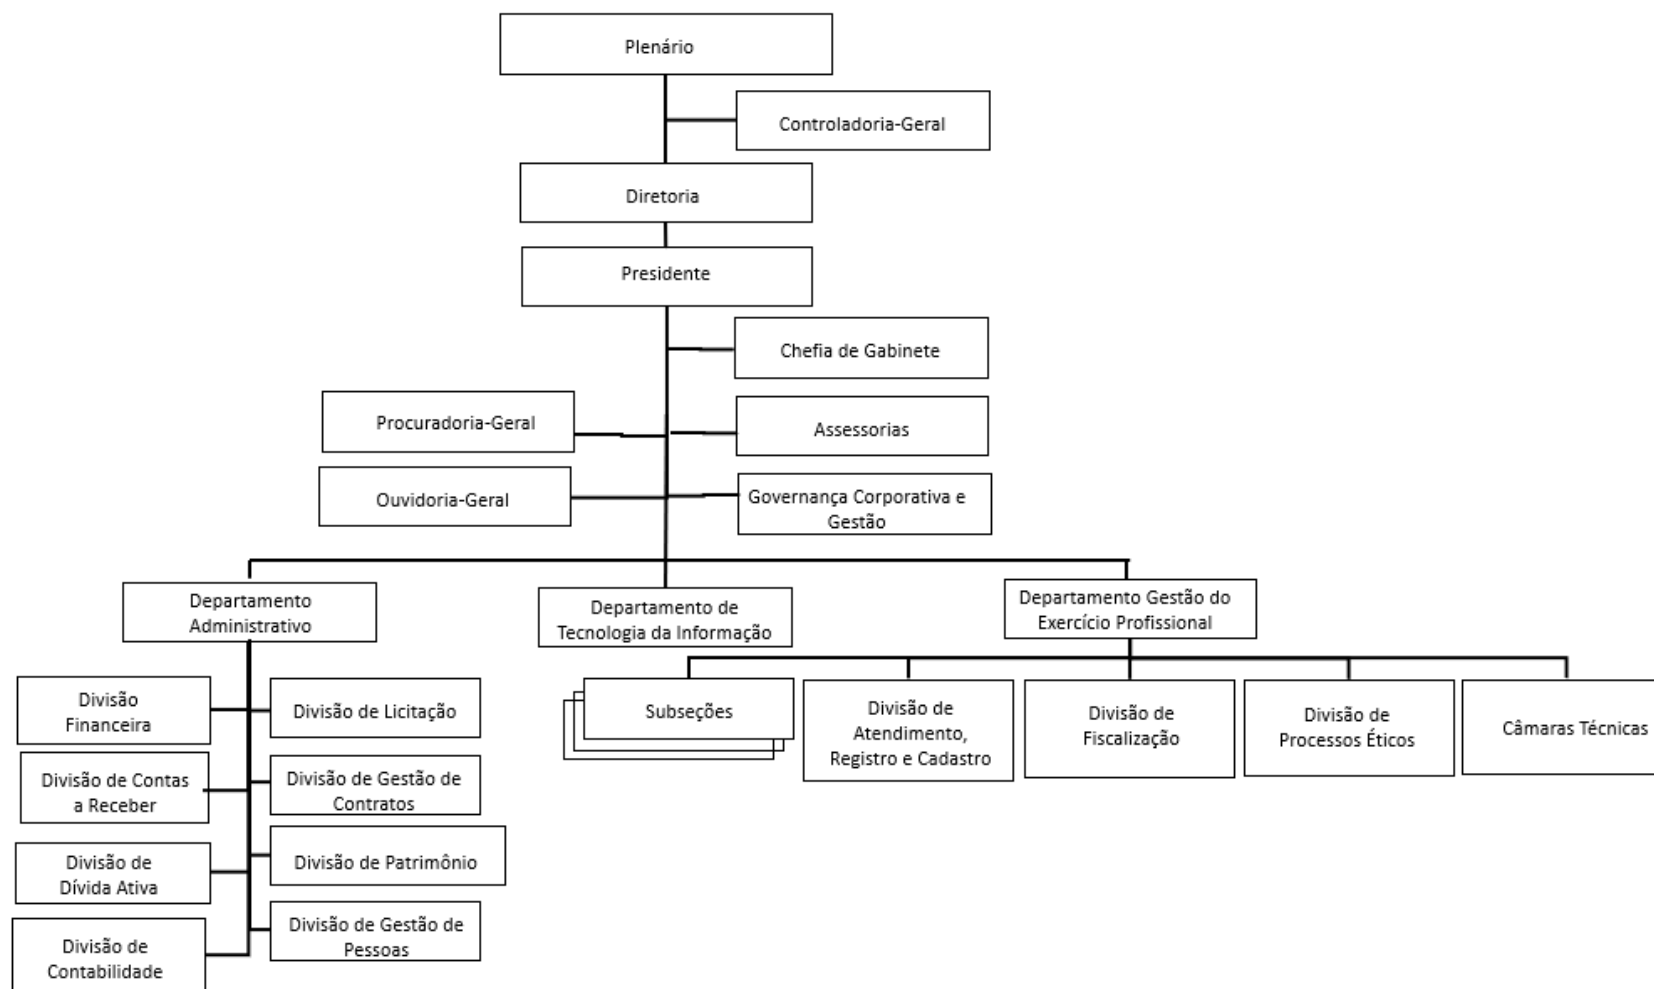 Plenário
Controladoria-Geral
Diretoria
Presidente
Chefia de Gabinete
Procuradoria-Geral
Assessorias
Ouvidoria-Geral
Governança Corporativa e
Gestão
Departamento
Administrativo
Departamento de
Tecnologia da Informação
Departamento Gestão do
Exercício Profissional
Divisão
Financeira
Divisão de Licitação
Subseções
Divisão de
Atendimento,
Registro e Cadastro
Divisão de
Fiscalização
Divisão de
Processos Éticos
Câmaras Técnicas
Divisão de Contas
a Receber
Divisão de Gestão de
Contratos
Divisão de
Dívida Ativa
Divisão de Patrimônio
Divisão de
Contabilidade
Divisão de Gestão de
Pessoas